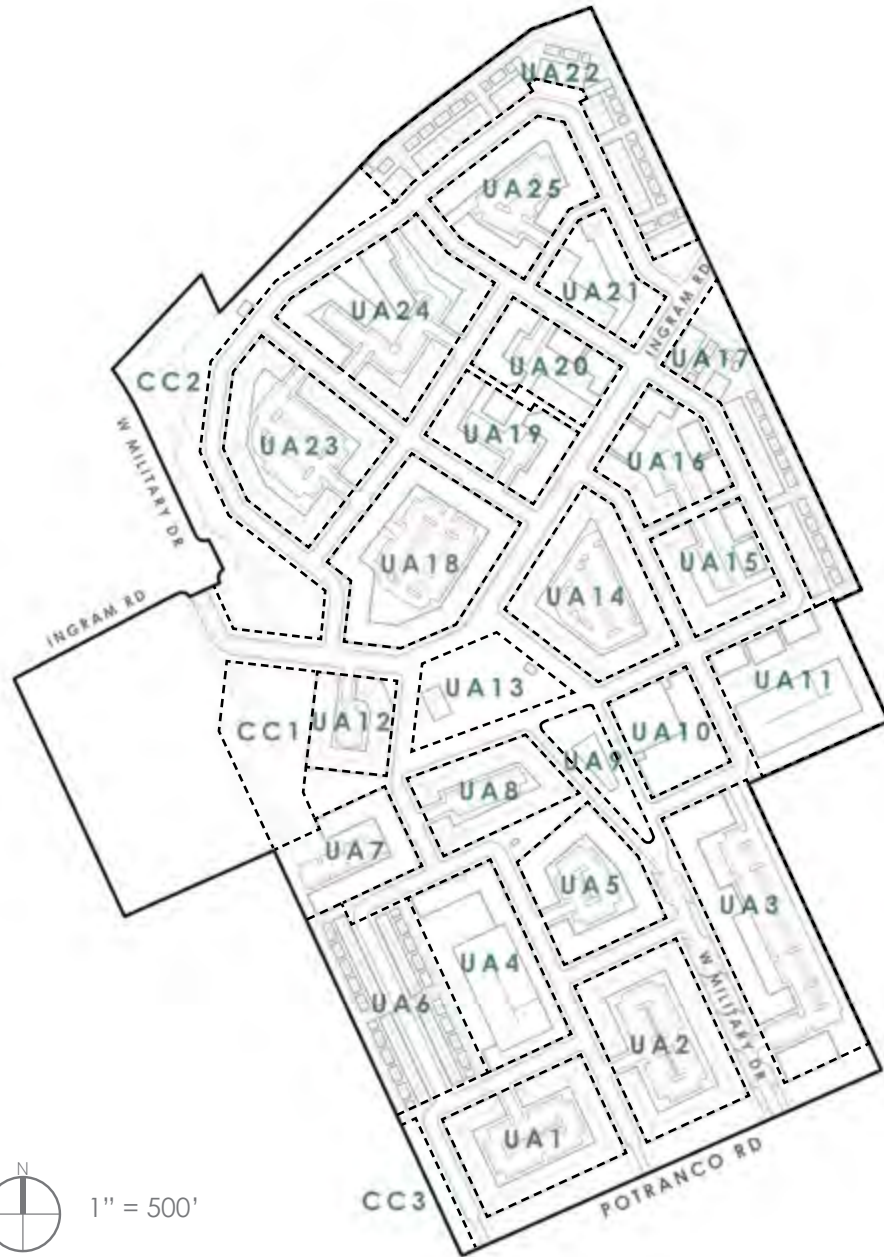 UA22
UA25
UA21
INGRAM RD
UA24
UA17
UA20
CC2
UA19
UA23
W MILITARY DR
UA16
UA18
UA15
UA14
INGRAM RD
UA11
UA13
UA12
CC1
UA10
UA9
UA8
UA7
UA5
UA3
UA4
UA6
W MILITARY DR
UA2
UA1
CC3
POTRANCO RD
N
1" = 500'